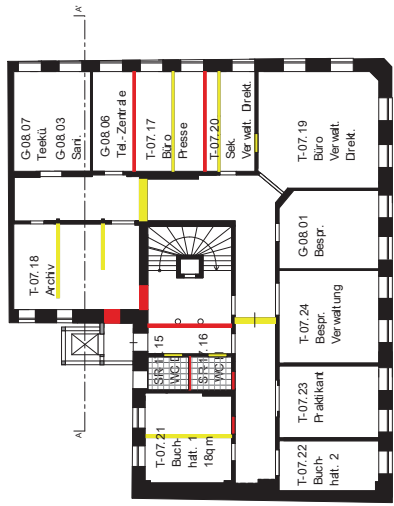 A'
G-08.07
Teekü
G-08.03
Sani.
G-08.06
Tel.-Zentrale
T-07.17
Büro
Presse
T-07.20
Sek.
Verwalt. Direkt.
T-07.19
Büro
Verwalt.
Direkt.
T-07.18
Archiv
G-08.01
Bespr.
T-07.24
Bespr.
Verwaltung
15
WC D
SR-17.16
WC
T-07.23
Praktikant
T-07.21
Buch-
halt. 1
18qm
T-07.22
Buch-
halt. 2
A